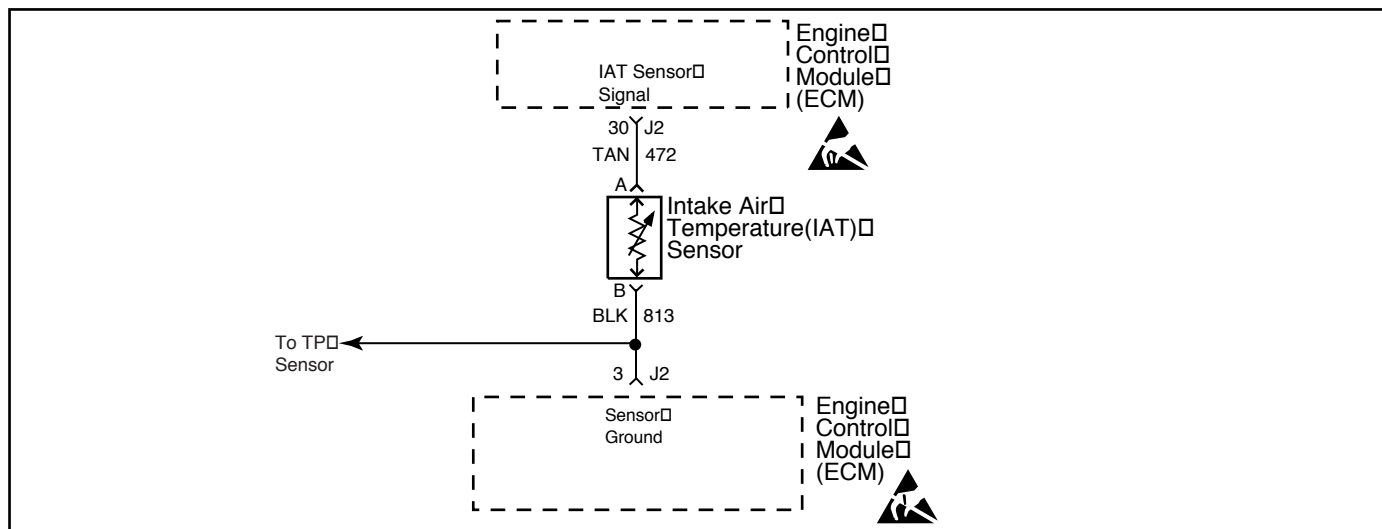 Engine□
Control□
Module□
(ECM)
IAT Sensor□
Signal
30 J2
TAN 472
A
Intake Air□
Temperature(IAT)□
Sensor
B
BLK 813
To TP□
Sensor
3 J2
Sensor□
Ground
Engine□
Control□
Module□
(ECM)